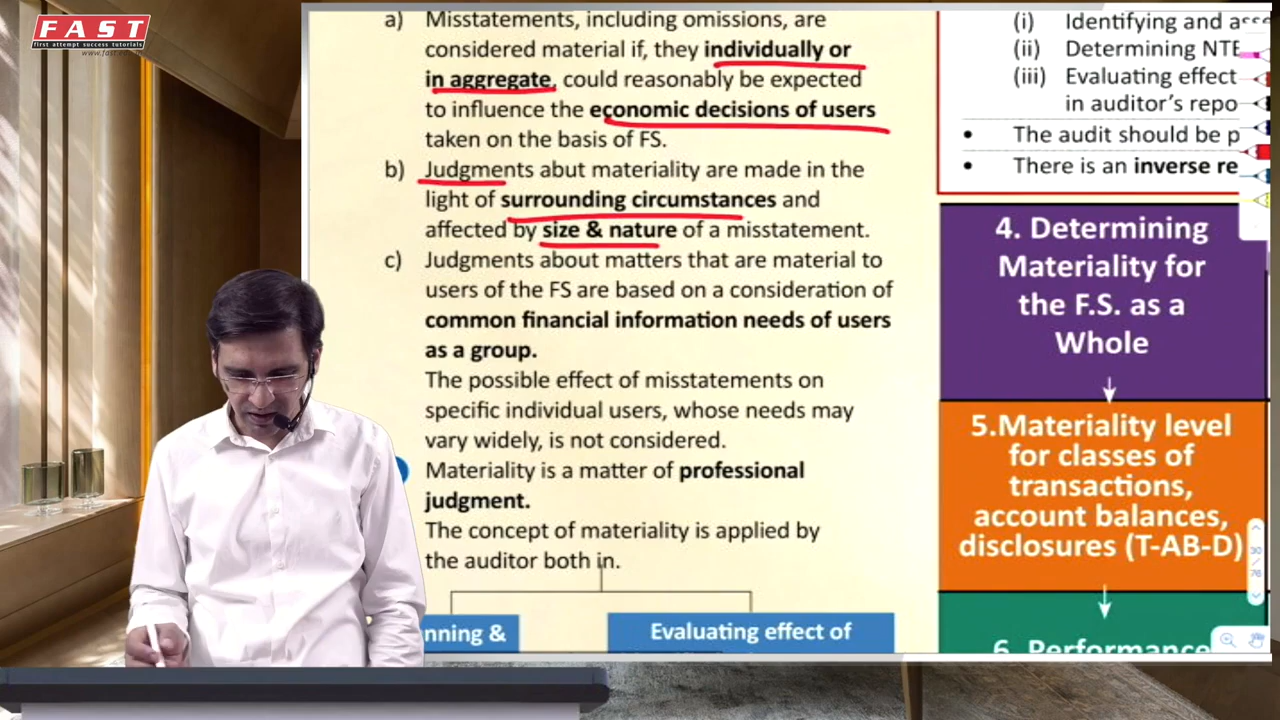 FAST
first attempt success tutorials
a) Misstatements, including omissions, are
considered material if, they individually or
in aggregate, could reasonably be expected
to influence the economic decisions of users
taken on the basis of FS.
b) Judgments abut materiality are made in the
light of surrounding circumstances and
affected by size & nature of a misstatement.
c) Judgments about matters that are material to
users of the FS are based on a consideration of
common financial information needs of users
as a group.
The possible effect of misstatements on
specific individual users, whose needs may
vary widely, is not considered.
Materiality is a matter of professional
judgment.
The concept of materiality is applied by
the auditor both in.
nning &
Evaluating effect of
(i) Identifying and
(ii) Determining
(iii) Evaluating effect
in auditor's repo
• The audit should be p
• There is an inverse re
4. Determining
Materiality for
the F.S. as a
Whole
5.Materiality level
for classes of
transactions,
account balances,
disclosures (T-AB-D)
6. Performance